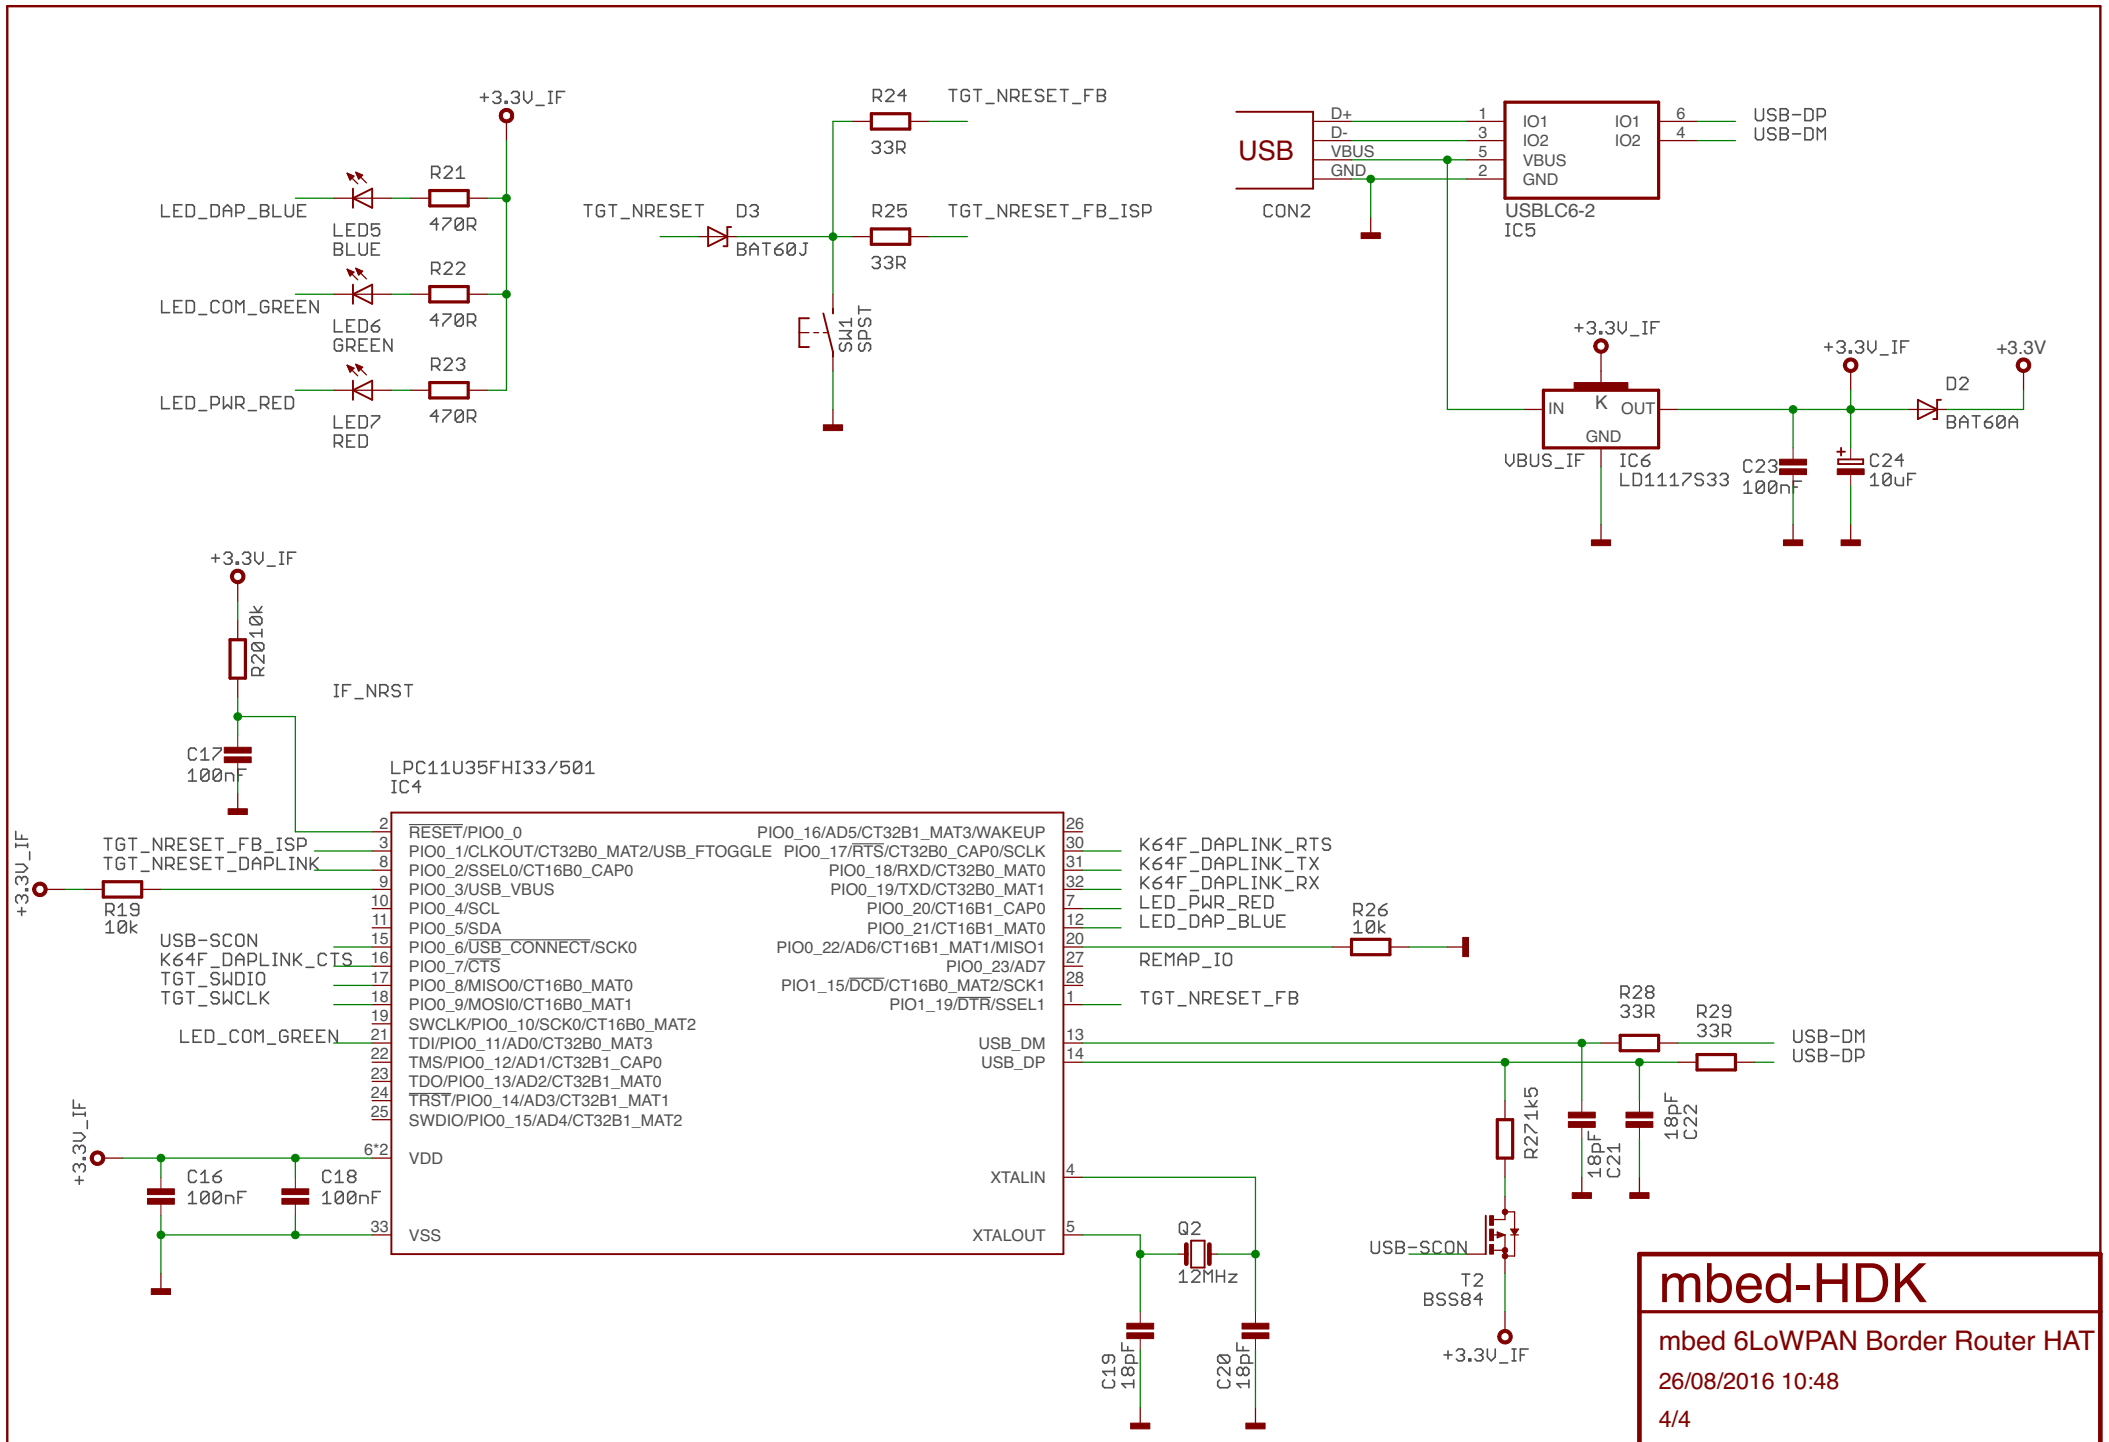 +3.3V_IF
R21
LED_DAP_BLUE
470R
LED5
BLUE
R22
LED_COM_GREEN
470R
LED6
GREEN
R23
LED_PWR_RED
470R
LED7
RED
R24
TGT_NRESET_FB
33R
TGT_NRESET
D3
R25
TGT_NRESET_FB_ISP
BAT60J
33R
SW1
SPST
USB
D+
D-
VBUS
GND
CON2
1
3
5
2
IO1
IO2
VBUS
GND
IO1
IO2
6
4
USB-DP
USB-DM
USBLC6-2
IC5
+3.3V_IF
IN
K
OUT
GND
VBUS_IF
IC6
LD1117S33
+3.3V_IF
+3.3V
D2
BAT60A
C23
100nF
+
C24
10uF
+3.3V_IF
R20
10k
IF_NRST
C17
100nF
LPC11U35FHI33/501
IC4
+3.3V_IF
R19
10k
TGT_NRESET_FB_ISP
TGT_NRESET_DAPLINK
USB-SCON
K64F_DAPLINK_CTS
TGT_SWDIO
TGT_SWCLK
LED_COM_GREEN
2 RESET/PIO0_0
3 PIO0_1/CLKOUT/CT32B0_MAT2/USB_FTOGGLE
8 PIO0_2/SSEL0/CT16B0_CAP0
9 PIO0_3/USB_VBUS
10 PIO0_4/SCL
11 PIO0_5/SDA
15 PIO0_6/USB_CONNECT/SCK0
16 PIO0_7/CTS
17 PIO0_8/MISO0/CT16B0_MAT0
18 PIO0_9/MOSI0/CT16B0_MAT1
19 SWCLK/PIO0_10/SCK0/CT16B0_MAT2
21 TDI/PIO0_11/AD0/CT32B0_MAT3
22 TMS/PIO0_12/AD1/CT32B1_CAP0
23 TDO/PIO0_13/AD2/CT32B1_MAT0
24 TRST/PIO0_14/AD3/CT32B1_MAT1
25 SWDIO/PIO0_15/AD4/CT32B1_MAT2
6*2 VDD
33 VSS
+3.3V_IF
C16
100nF
C18
100nF
PIO0_16/AD5/CT32B1_MAT3/WAKEUP 26
PIO0_17/RTS/CT32B0_CAP0/SCLK 30
PIO0_18/RXD/CT32B0_MAT0 31
PIO0_19/TXD/CT32B0_MAT1 32
PIO0_20/CT16B1_CAP0 7
PIO0_21/CT16B1_MAT0 12
PIO0_22/AD6/CT16B1_MAT1/MISO1 20
PIO0_23/AD7 27
PIO1_15/DCD/CT16B0_MAT2/SCK1 28
PIO1_19/DTR/SSEL1 1
USB_DM 13
USB_DP 14
XTALIN 4
XTALOUT 5
K64F_DAPLINK_RTS
K64F_DAPLINK_TX
K64F_DAPLINK_RX
LED_PWR_RED
LED_DAP_BLUE
REMAP_IO
TGT_NRESET_FB
R26
10k
R28
33R
R29
33R
USB-DM
USB-DP
R27
1k5
18pF
C21
18pF
C22
Q2
12MHz
C19
18pF
C20
18pF
USB-SCON
T2
BSS84
+3.3V_IF
mbed-HDK
mbed 6LoWPAN Border Router HAT
26/08/2016 10:48
4/4